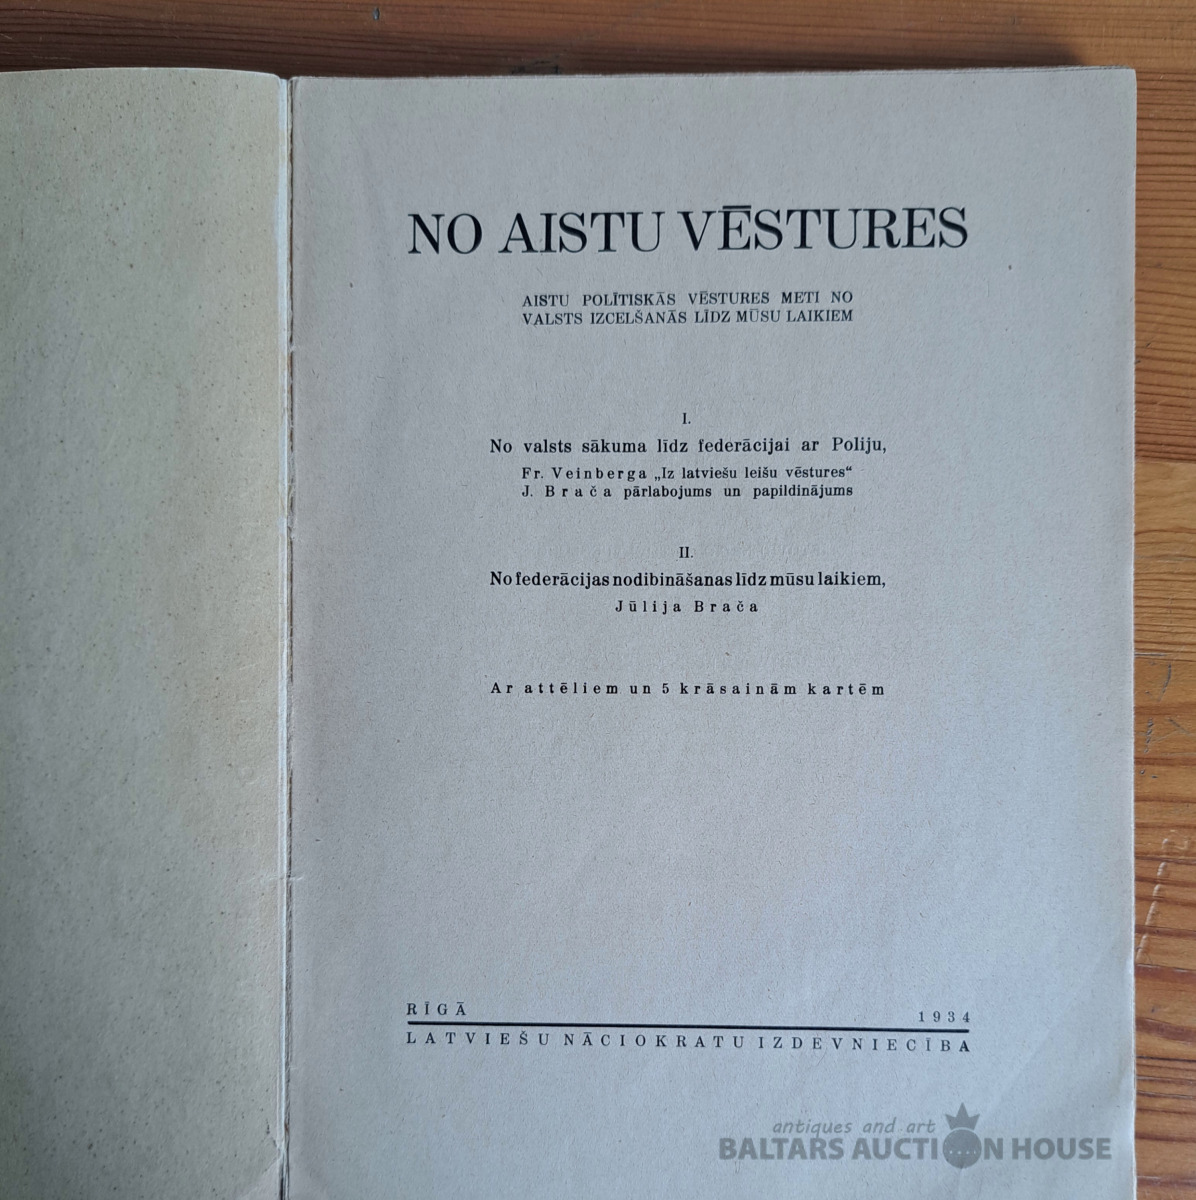 NO AISTU VĒSTURES
AISTU POLĪTISKĀS VĒSTURES METI NO
VALSTS IZCELŠANĀS LĪDZ MŪSU LAIKIEM
I.
No valsts sākuma līdz federācijai ar Poliju,
Fr. Veinberga „Iz latviešu leišu vēstures“
J. Brača pārlabojums un papildinājums
II.
No federācijas nodibināšanas līdz mūsu laikiem,
Jūlija Brača
Ar attēliem un 5 krāsainām kartēm
RĪGĀ 1934
LATVIEŠU NĀCIOKRATU IZDEVNIECĪBA
antiques and art
BALTARS AUCTION HOUSE